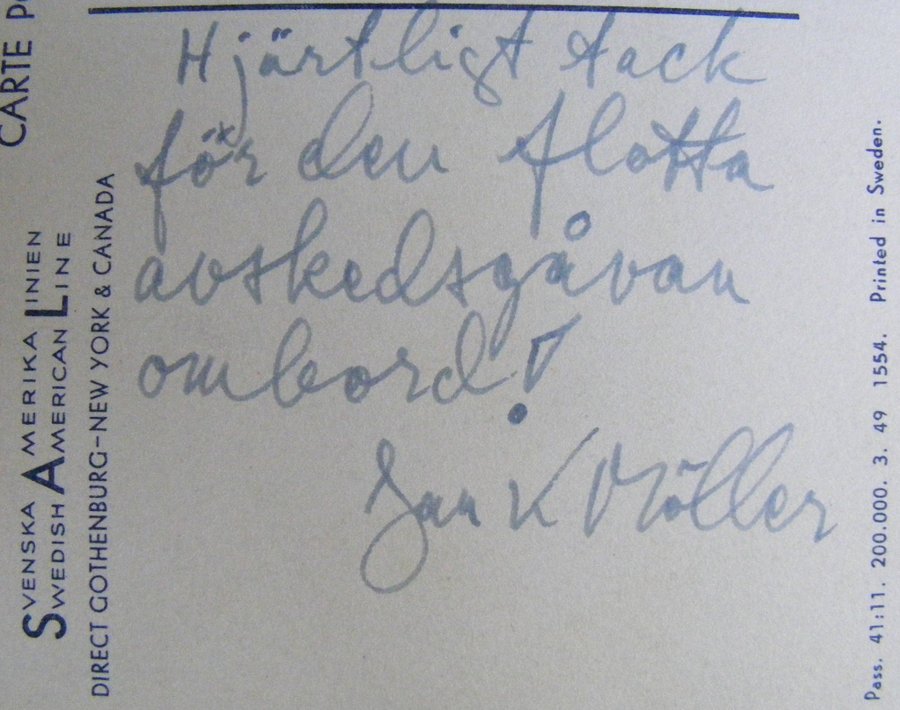 CARTE
SVENSKA AMERIKA LINIEN
SWEDISH AMERICAN LINE
DIRECT GOTHENBURG–NEW YORK & CANADA
Hjärtligt tack
för den flotta
avskedsgåvan
ombord!
Jan K Möller
Pass. 41:11. 200.000. 3. 49 1554. Printed in Sweden.